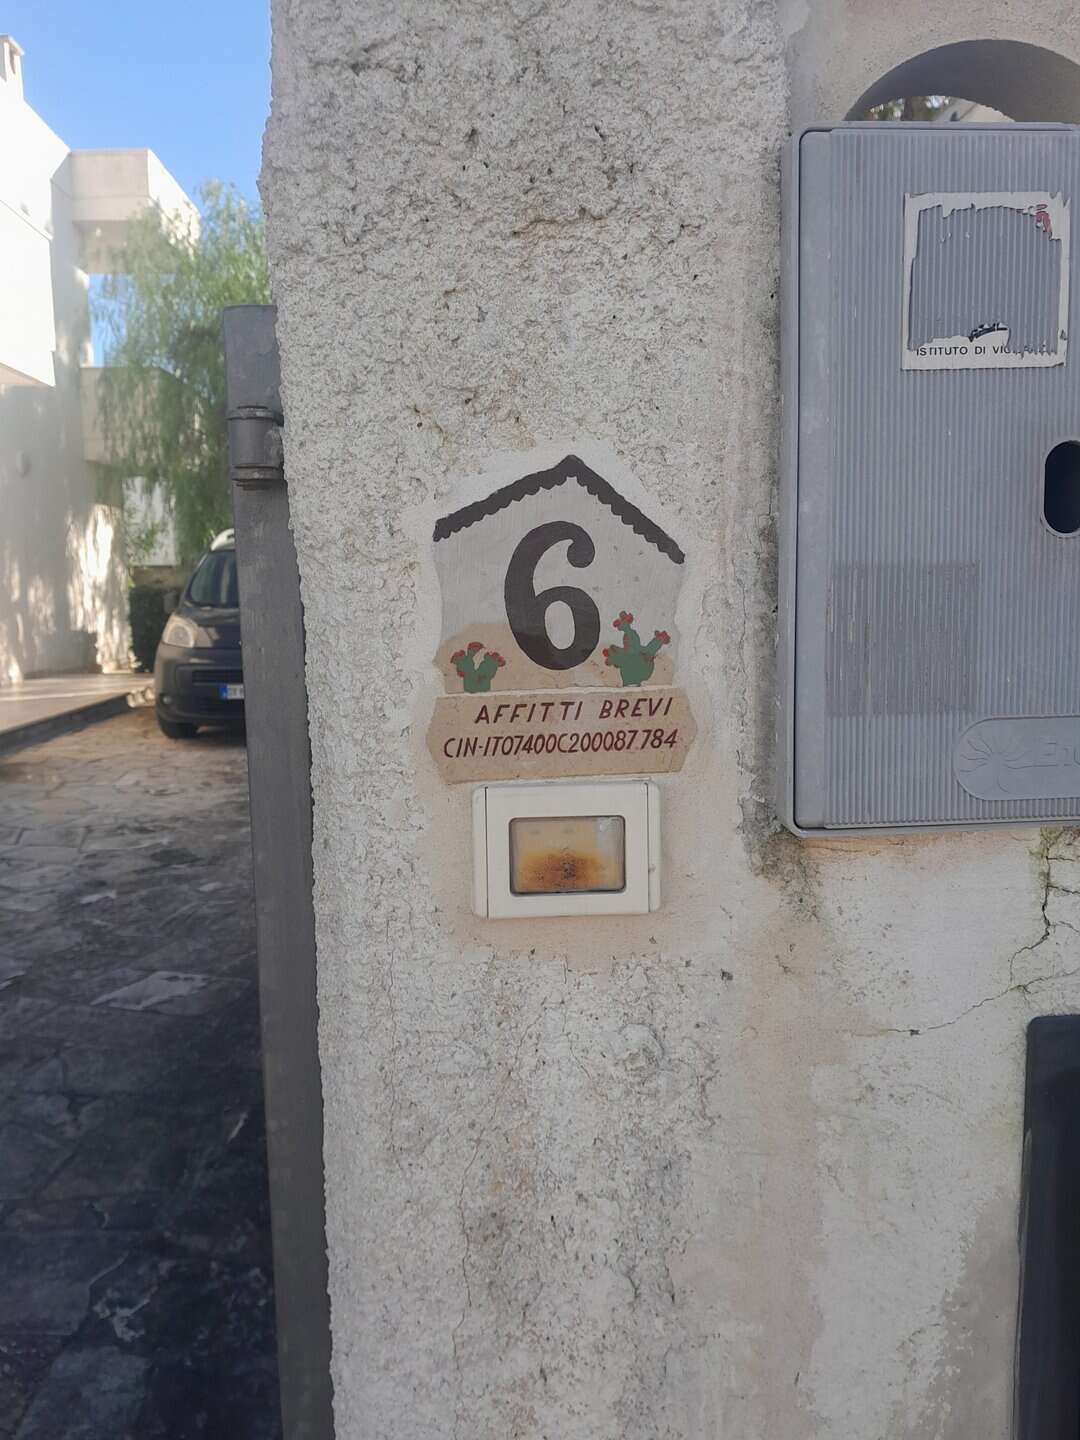 6
AFFITTI BREVI
CIN-IT07400C200087784
ISTITUTO DI